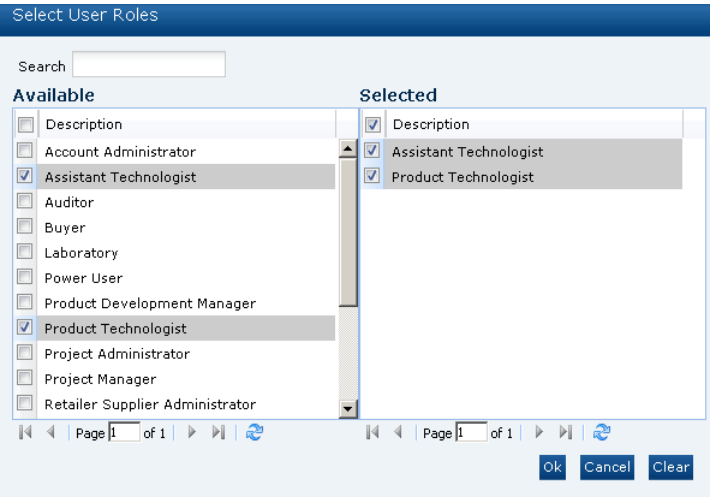 Select User Roles
Search
Available
Selected
Description
Account Administrator
Assistant Technologist
Auditor
Buyer
Laboratory
Power User
Product Development Manager
Product Technologist
Project Administrator
Project Manager
Retailer Supplier Administrator
Page 1 of 1
Description
Assistant Technologist
Product Technologist
Page 1 of 1
Ok Cancel Clear